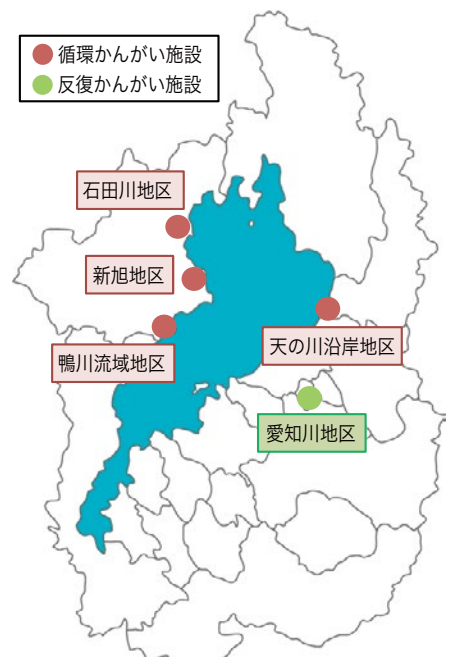 循環かんがい施設
反復かんがい施設
石田川地区
新旭地区
鴨川流域地区
天の川沿岸地区
愛知川地区